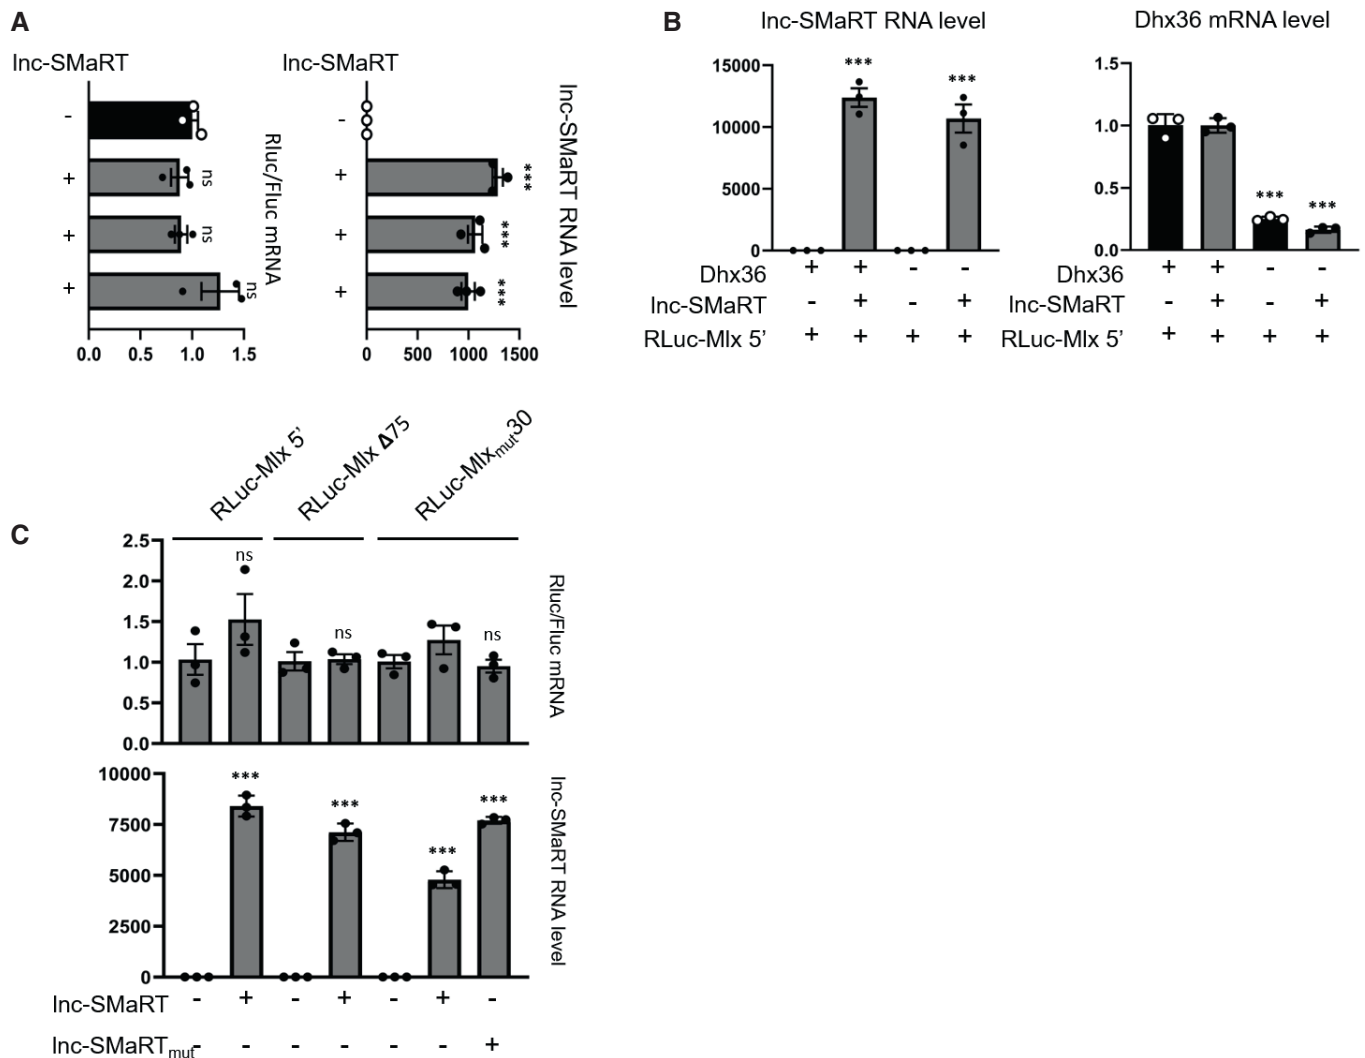 A
lnc-SMaRT
lnc-SMaRT
-
+
+
+
ns
ns
ns
Rluc/Fluc mRNA
0.0 0.5 1.0 1.5
-
+
+
+
***
***
***
lnc-SMaRT RNA level
0 500 1000 1500
B
lnc-SMaRT RNA level
15000
10000
5000
0
***
***
Dhx36 + + - -
lnc-SMaRT - + - +
RLuc-Mlx 5' + + + +
Dhx36 mRNA level
1.5
1.0
0.5
0.0
***
***
Dhx36 + + - -
lnc-SMaRT - + - +
RLuc-Mlx 5' + + + +
C
RLuc-Mlx 5'
RLuc-Mlx Δ75
RLuc-Mlxmut30
2.5
2.0
1.5
1.0
0.5
0.0
ns
ns
ns
Rluc/Fluc mRNA
10000
7500
5000
2500
0
***
***
***
***
lnc-SMaRT RNA level
lnc-SMaRT - + - + - + -
lnc-SMaRTmut - - - - - - +